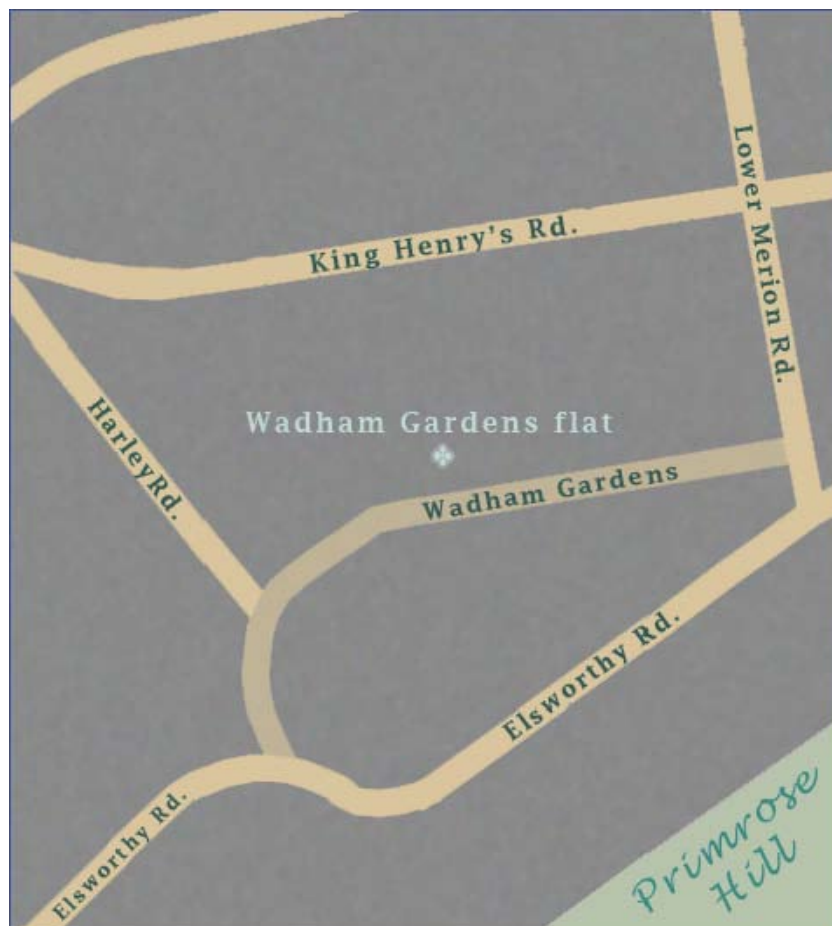 Lower Merion Rd.
King Henry's Rd.
HarleyRd.
Wadham Gardens flat
Wadham Gardens
Elsworthy Rd.
Elsworthy Rd.
Primrose
Hill